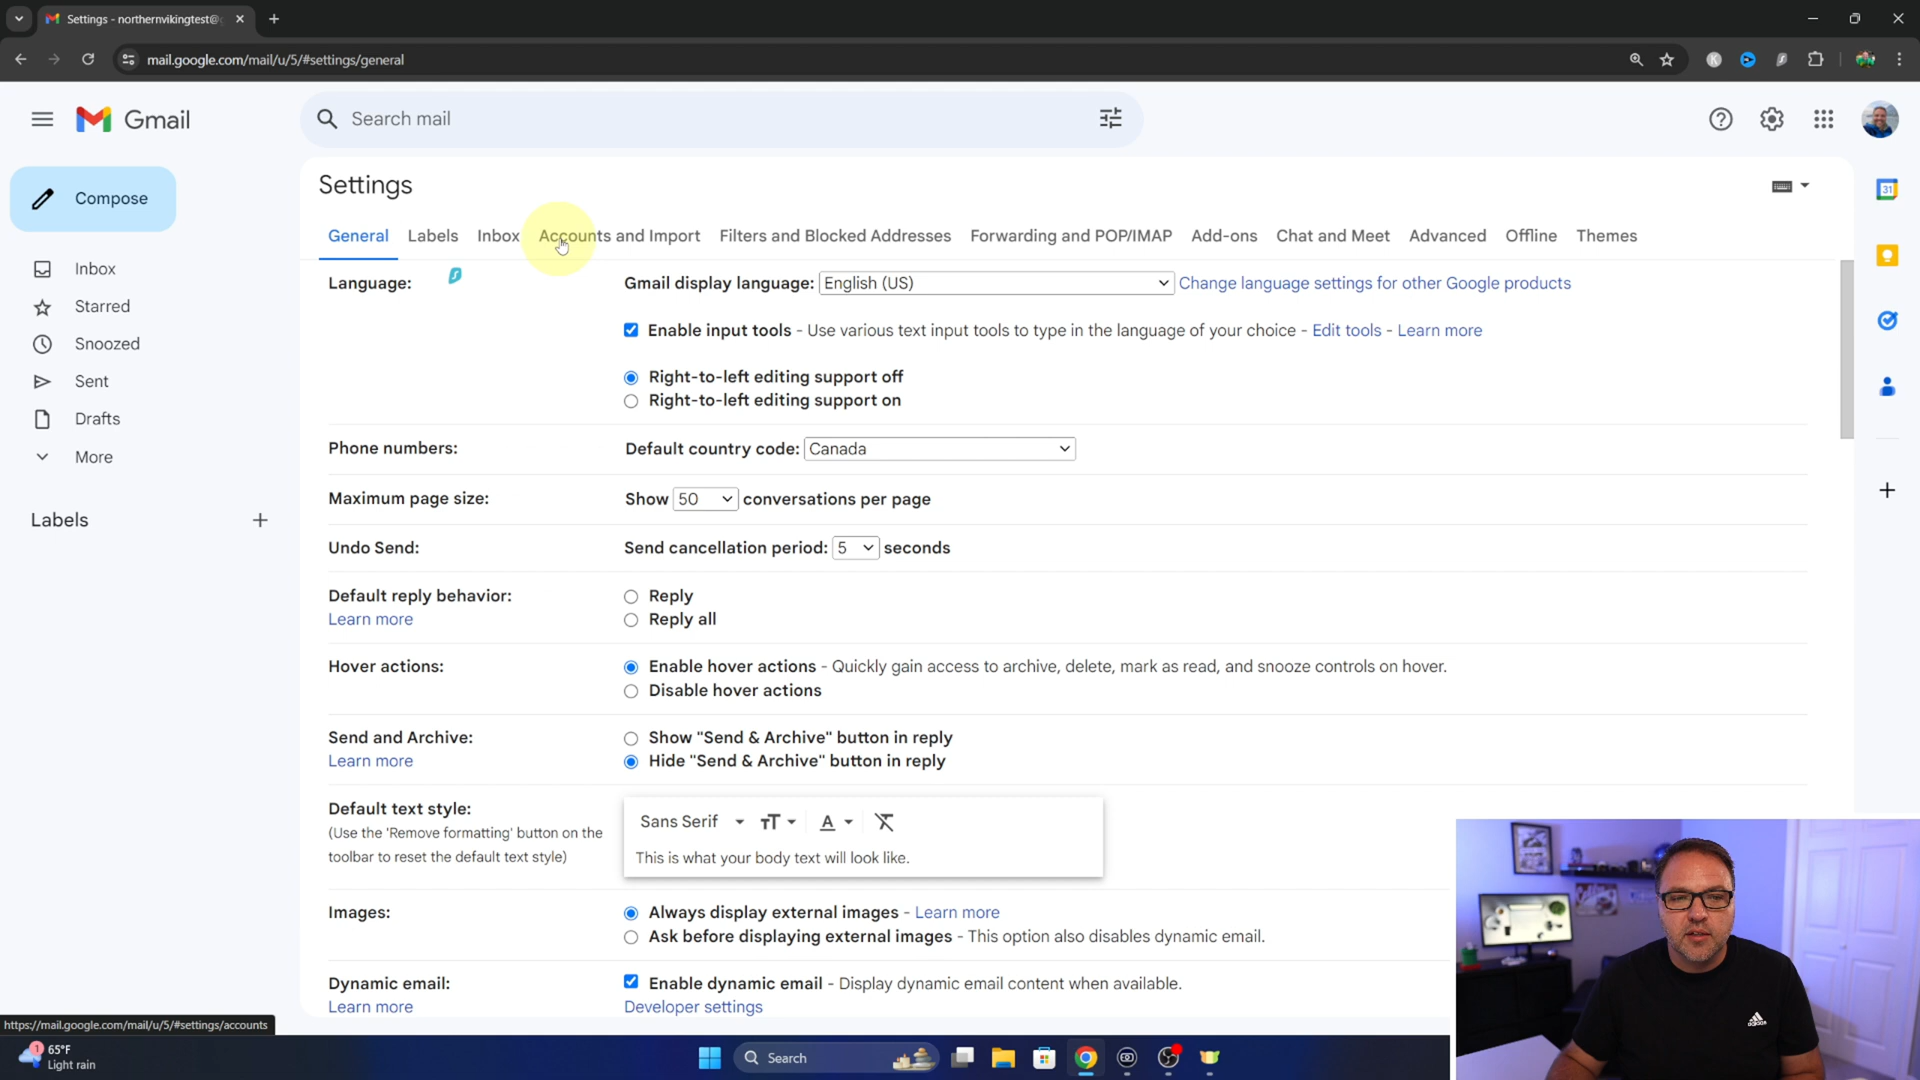 Settings - northernvikingtest@
mail.google.com/mail/u/5/#settings/general
Gmail
Search mail
Compose
Inbox
Starred
Snoozed
Sent
Drafts
More
Labels
Settings
General Labels Inbox Accounts and Import Filters and Blocked Addresses Forwarding and POP/IMAP Add-ons Chat and Meet Advanced Offline Themes
Language: Gmail display language: English (US) Change language settings for other Google products
Enable input tools - Use various text input tools to type in the language of your choice - Edit tools - Learn more
Right-to-left editing support off
Right-to-left editing support on
Phone numbers: Default country code: Canada
Maximum page size: Show 50 conversations per page
Undo Send: Send cancellation period: 5 seconds
Default reply behavior: Reply
Learn more Reply all
Hover actions: Enable hover actions - Quickly gain access to archive, delete, mark as read, and snooze controls on hover.
Disable hover actions
Send and Archive: Show "Send & Archive" button in reply
Learn more Hide "Send & Archive" button in reply
Default text style: Sans Serif
(Use the 'Remove formatting' button on the
toolbar to reset the default text style) This is what your body text will look like.
Images: Always display external images - Learn more
Ask before displaying external images - This option also disables dynamic email.
Dynamic email: Enable dynamic email - Display dynamic email content when available.
Learn more Developer settings
31
https://mail.google.com/mail/u/5/#settings/accounts
1
65°F
Light rain
Search
adidas